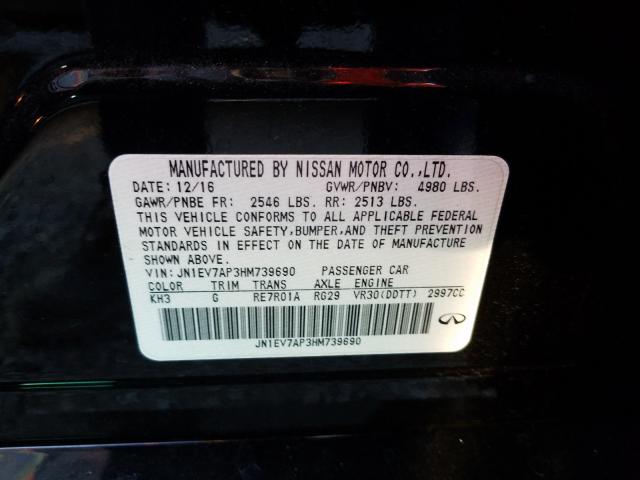 MANUFACTURED BY NISSAN MOTOR CO.,LTD.
DATE: 12/16 GVWR/PNBV: 4980 LBS.
GAWR/PNBE FR: 2546 LBS. RR: 2513 LBS.
THIS VEHICLE CONFORMS TO ALL APPLICABLE FEDERAL
MOTOR VEHICLE SAFETY,BUMPER,AND THEFT PREVENTION
STANDARDS IN EFFECT ON THE DATE OF MANUFACTURE
SHOWN ABOVE.
VIN: JN1EV7AP3HM739690 PASSENGER CAR
COLOR TRIM TRANS AXLE ENGINE
KH3 G RE7R01A RG29 VR30(DDTT) 2997CC
JN1EV7AP3HM739690